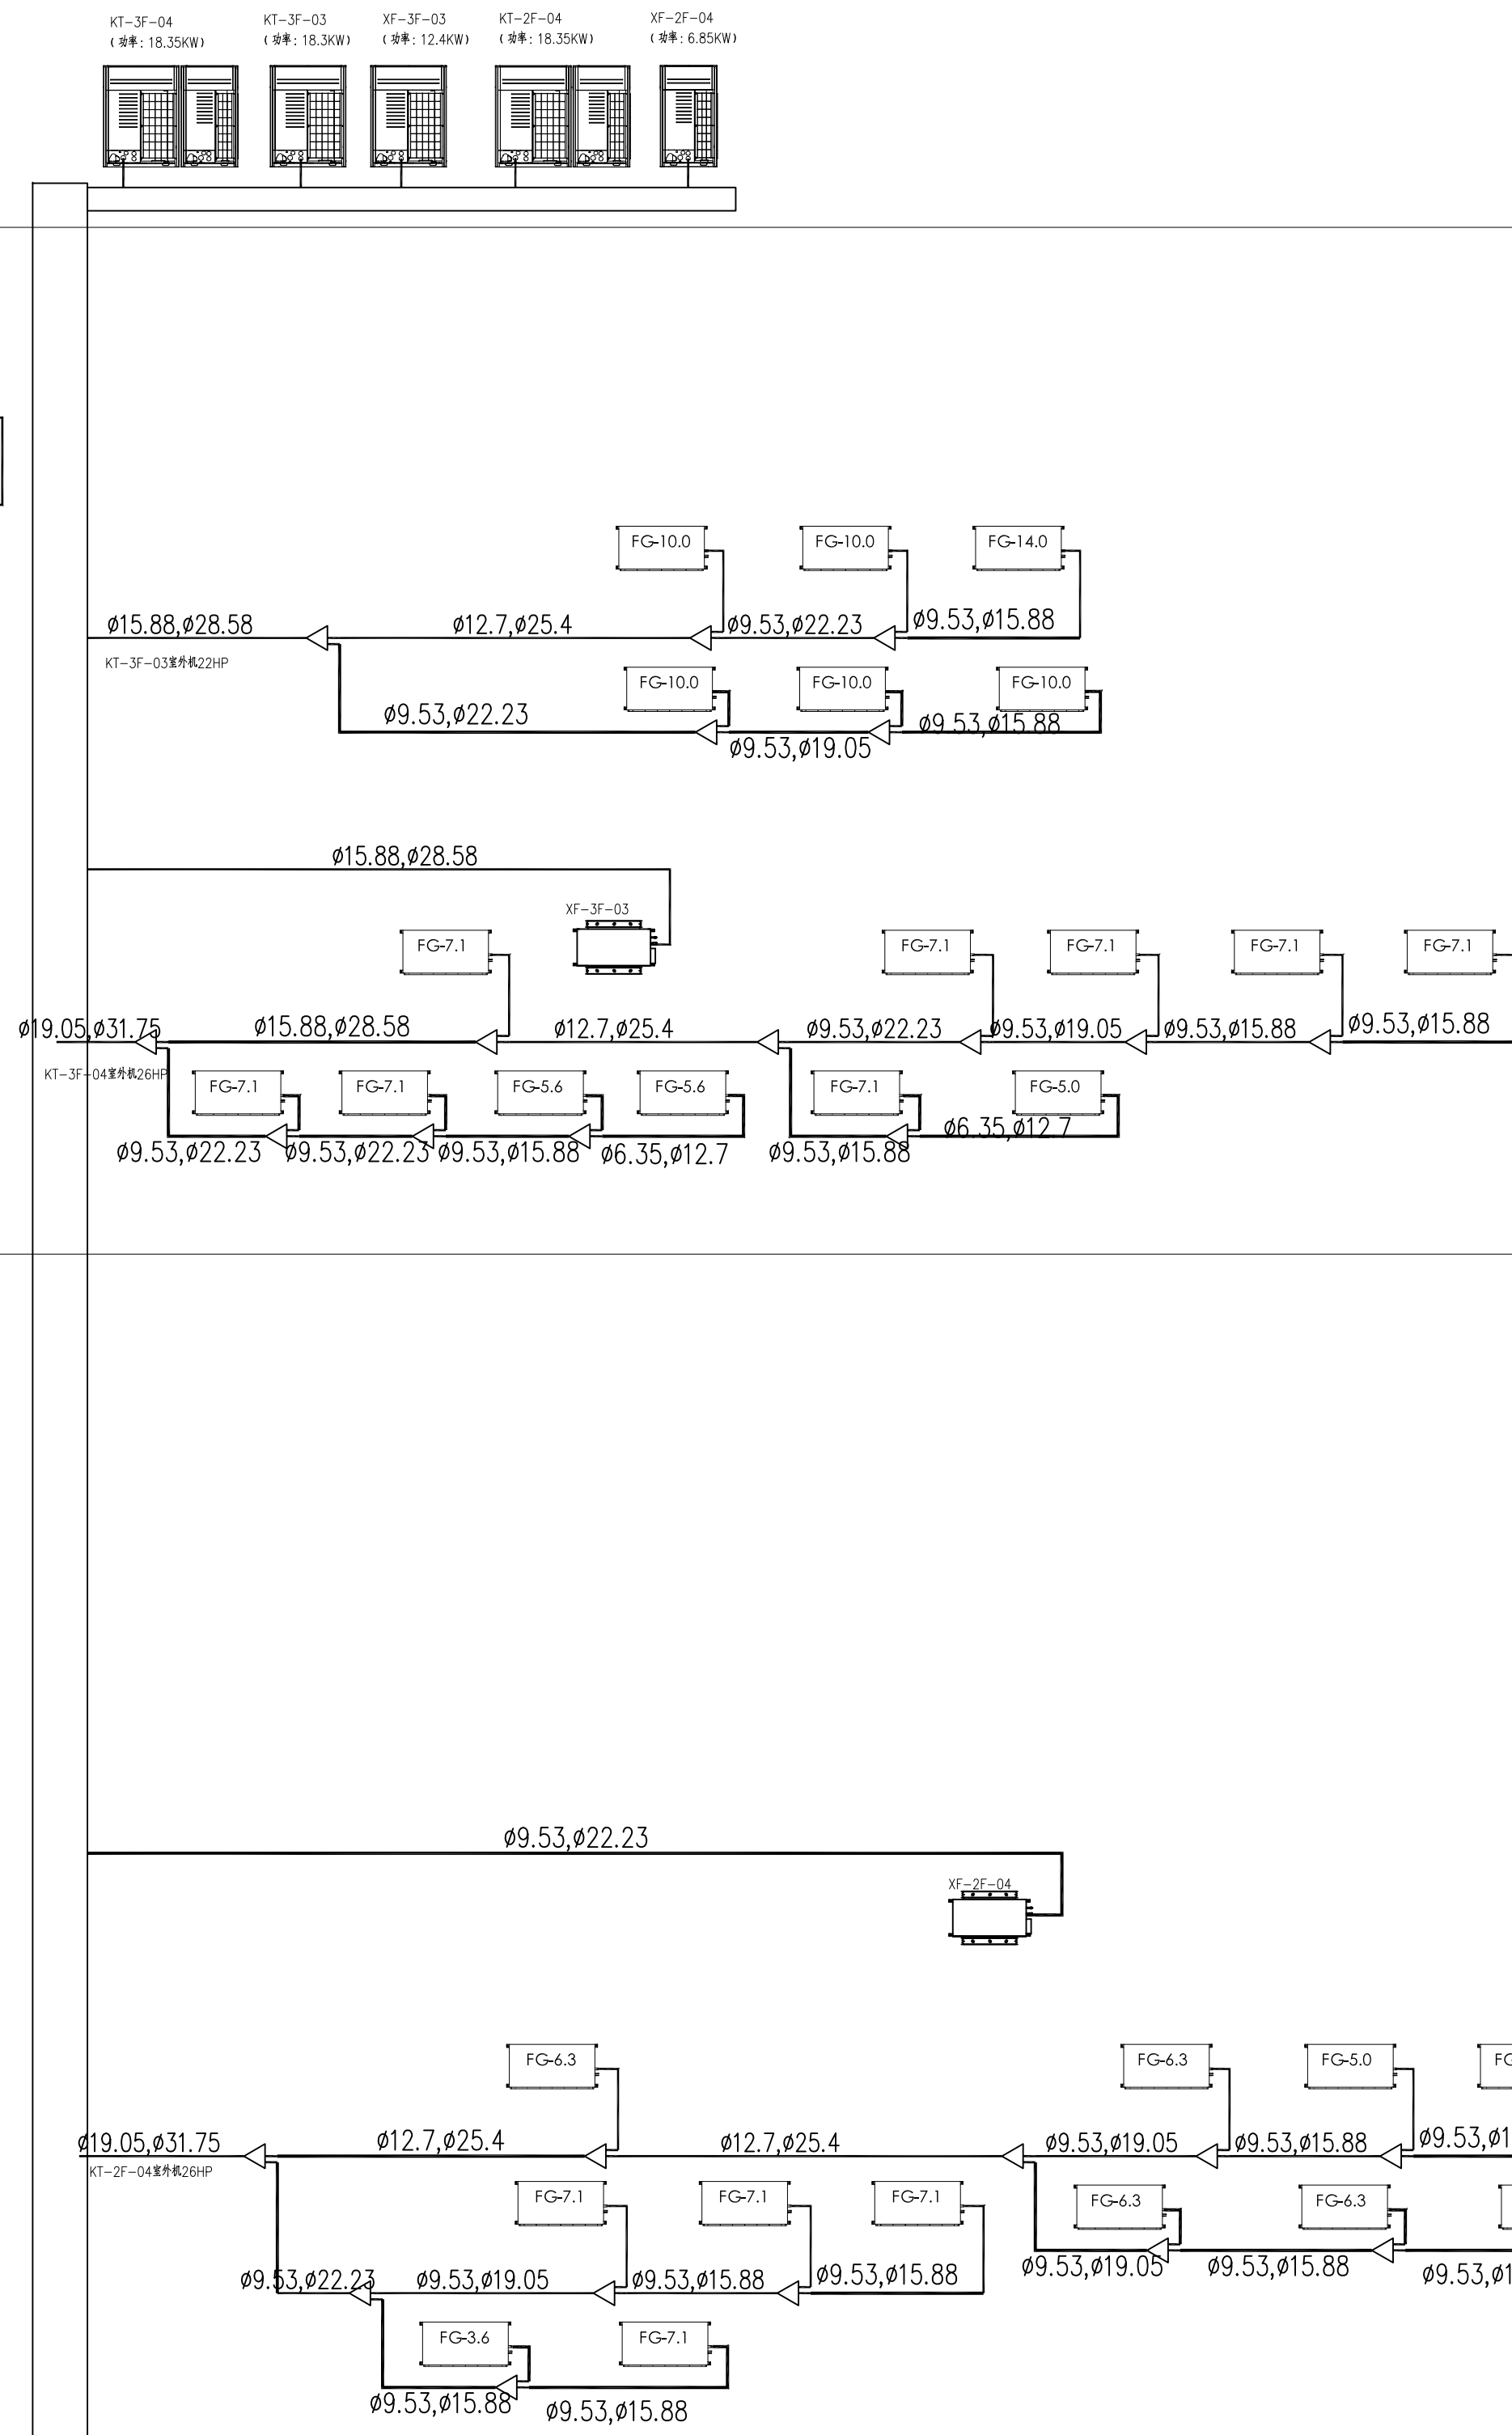 KT-3F-04
(功率: 18.35KW)
KT-3F-03
(功率: 18.3KW)
XF-3F-03
(功率: 12.4KW)
KT-2F-04
(功率: 18.35KW)
XF-2F-04
(功率: 6.85KW)
FG-10.0 FG-10.0 FG-14.0
ø15.88,ø28.58 ø12.7,ø25.4 ø9.53,ø22.23 ø9.53,ø15.88
KT-3F-03室外机22HP
FG-10.0 FG-10.0 FG-10.0
ø9.53,ø22.23 ø9.53,ø19.05 ø9.53,ø15.88
ø15.88,ø28.58
XF-3F-03
FG-7.1 FG-7.1 FG-7.1 FG-7.1 FG-7.1
ø19.05,ø31.75 ø15.88,ø28.58 ø12.7,ø25.4 ø9.53,ø22.23 ø9.53,ø19.05 ø9.53,ø15.88 ø9.53,ø15.88
KT-3F-04室外机26HP
FG-7.1 FG-7.1 FG-5.6 FG-5.6 FG-7.1 FG-5.0
ø9.53,ø22.23 ø9.53,ø22.23 ø9.53,ø15.88 ø6.35,ø12.7 ø9.53,ø15.88 ø6.35,ø12.7
ø9.53,ø22.23
XF-2F-04
FG-6.3 FG-6.3 FG-5.0
ø19.05,ø31.75 ø12.7,ø25.4 ø12.7,ø25.4 ø9.53,ø19.05 ø9.53,ø15.88 ø9.53,ø1
KT-2F-04室外机26HP
FG-7.1 FG-7.1 FG-7.1 FG-6.3 FG-6.3
ø9.53,ø19.05 ø9.53,ø15.88 ø9.53,ø1
ø9.53,ø22.23 ø9.53,ø19.05 ø9.53,ø15.88 ø9.53,ø15.88
FG-3.6 FG-7.1
ø9.53,ø15.88 ø9.53,ø15.88